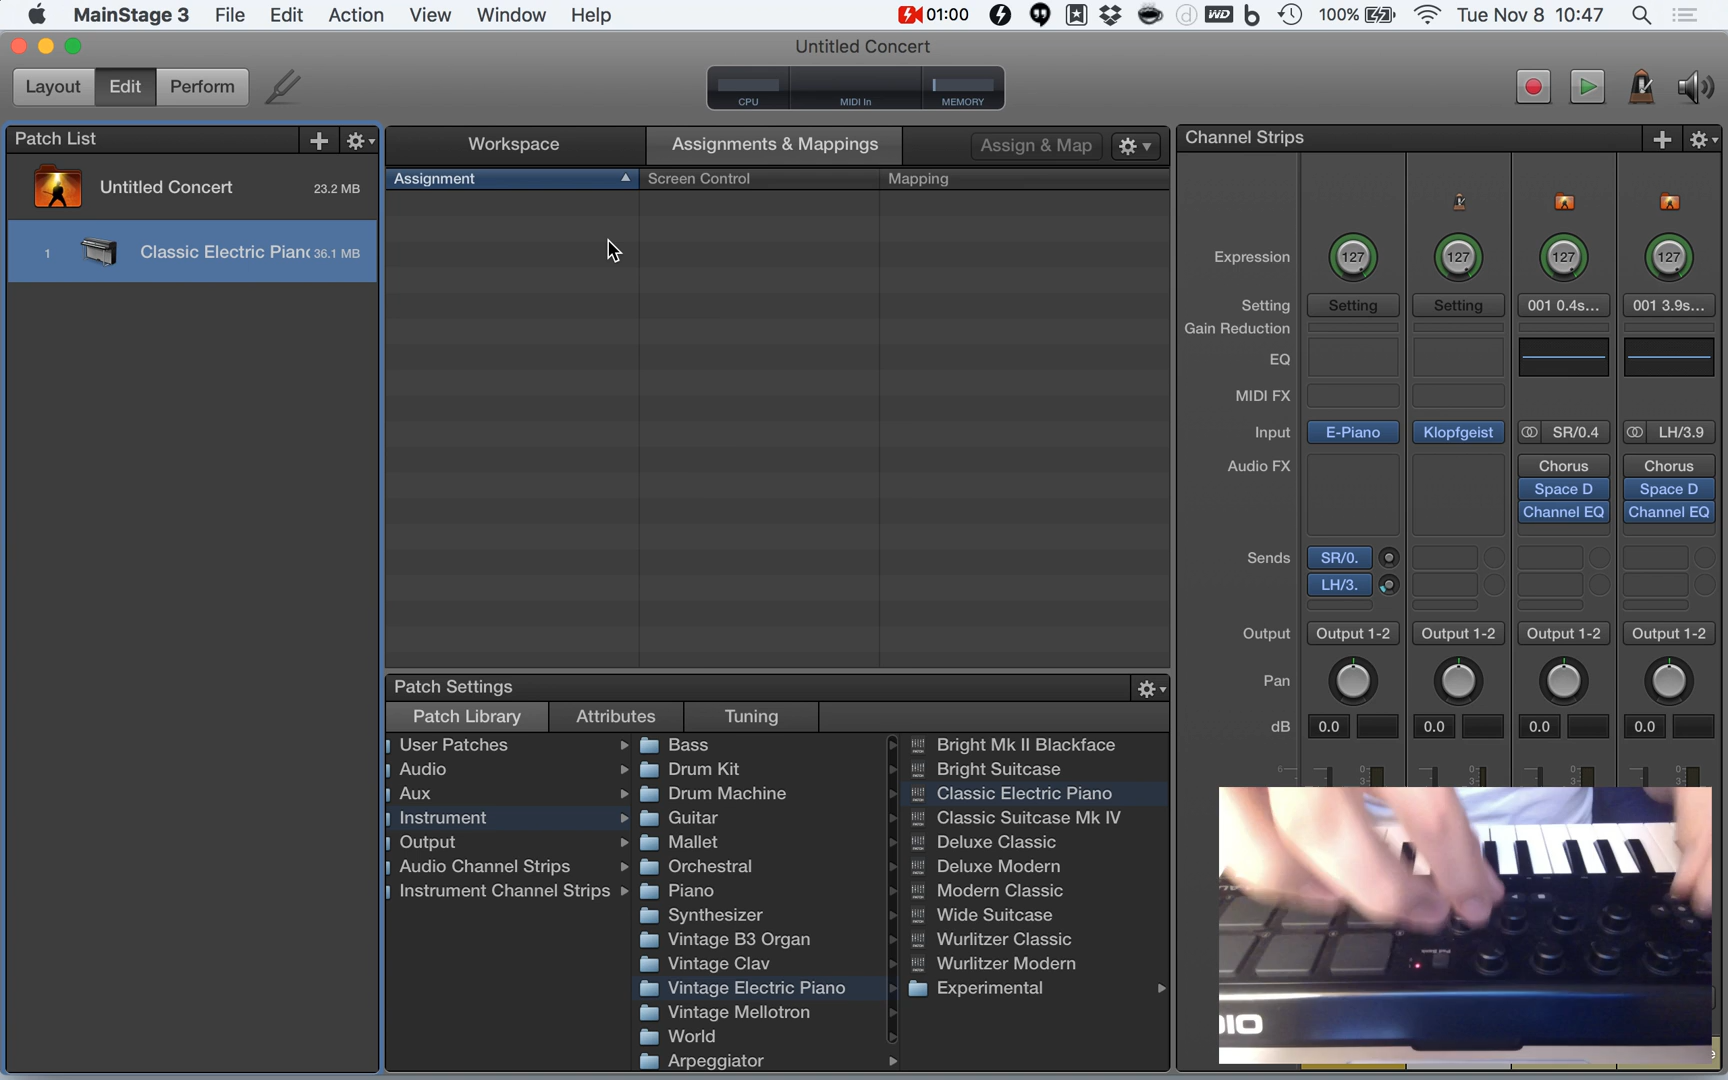 MainStage 3 File Edit Action View Window Help 01:00 WD b 100% Tue Nov 8 10:47
Untitled Concert
Layout Edit Perform
CPU MIDI In MEMORY
Patch List
Untitled Concert 23.2 MB
1 Classic Electric Pian 36.1 MB
Workspace Assignments & Mappings Assign & Map
Assignment Screen Control Mapping
Channel Strips
Expression 127 127 127 127
Setting Setting Setting 001 0.4s... 001 3.9s...
Gain Reduction
EQ
MIDI FX
Input E-Piano Klopfgeist SR/0.4 LH/3.9
Audio FX Chorus Chorus
Space D Space D
Channel EQ Channel EQ
Sends SR/0.
LH/3.
Output Output 1-2 Output 1-2 Output 1-2 Output 1-2
Pan
dB 0.0 0.0 0.0 0.0
Patch Settings
Patch Library Attributes Tuning
User Patches
Audio
Aux
Instrument
Output
Audio Channel Strips
Instrument Channel Strips
Bass
Drum Kit
Drum Machine
Guitar
Mallet
Orchestral
Piano
Synthesizer
Vintage B3 Organ
Vintage Clav
Vintage Electric Piano
Vintage Mellotron
World
Arpeggiator
Bright Mk II Blackface
Bright Suitcase
Classic Electric Piano
Classic Suitcase Mk IV
Deluxe Classic
Deluxe Modern
Modern Classic
Wide Suitcase
Wurlitzer Classic
Wurlitzer Modern
Experimental